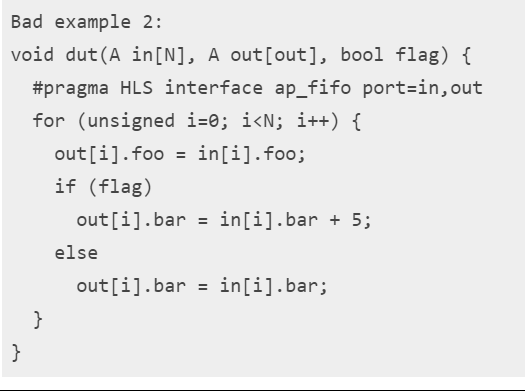 Bad example 2:
void dut(A in[N], A out[out], bool flag) {
  #pragma HLS interface ap_fifo port=in,out
  for (unsigned i=0; i<N; i++) {
    out[i].foo = in[i].foo;
    if (flag)
      out[i].bar = in[i].bar + 5;
    else
      out[i].bar = in[i].bar;
  }
}